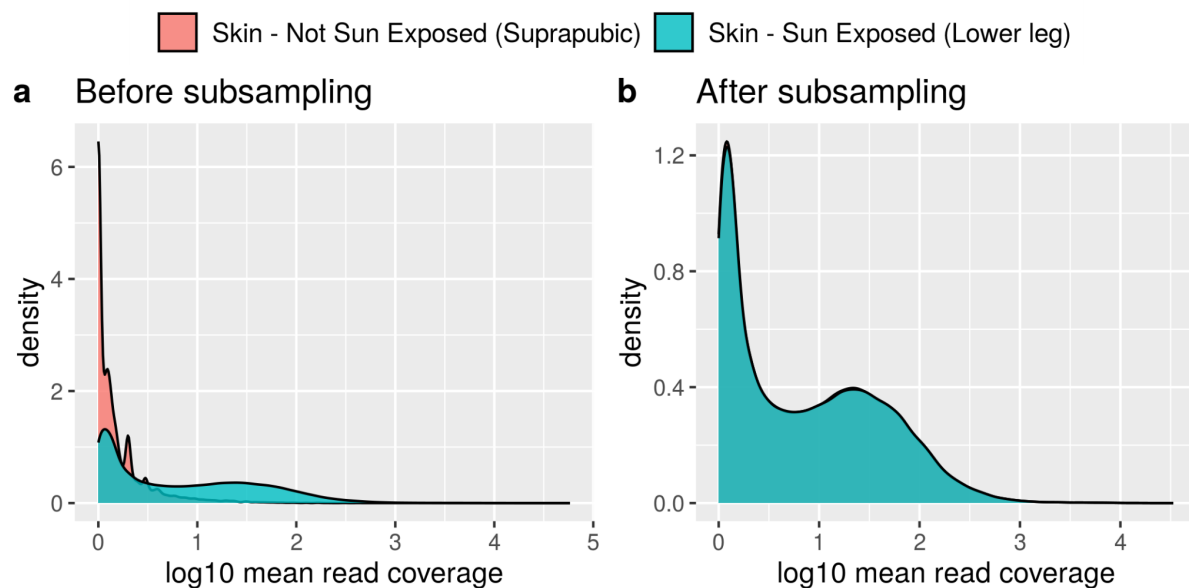 Skin - Not Sun Exposed (Suprapubic) Skin - Sun Exposed (Lower leg)
a Before subsampling
6
4
2
0
density
0 1 2 3 4 5
log10 mean read coverage
b After subsampling
1.2
0.8
0.4
0.0
density
0 1 2 3 4
log10 mean read coverage